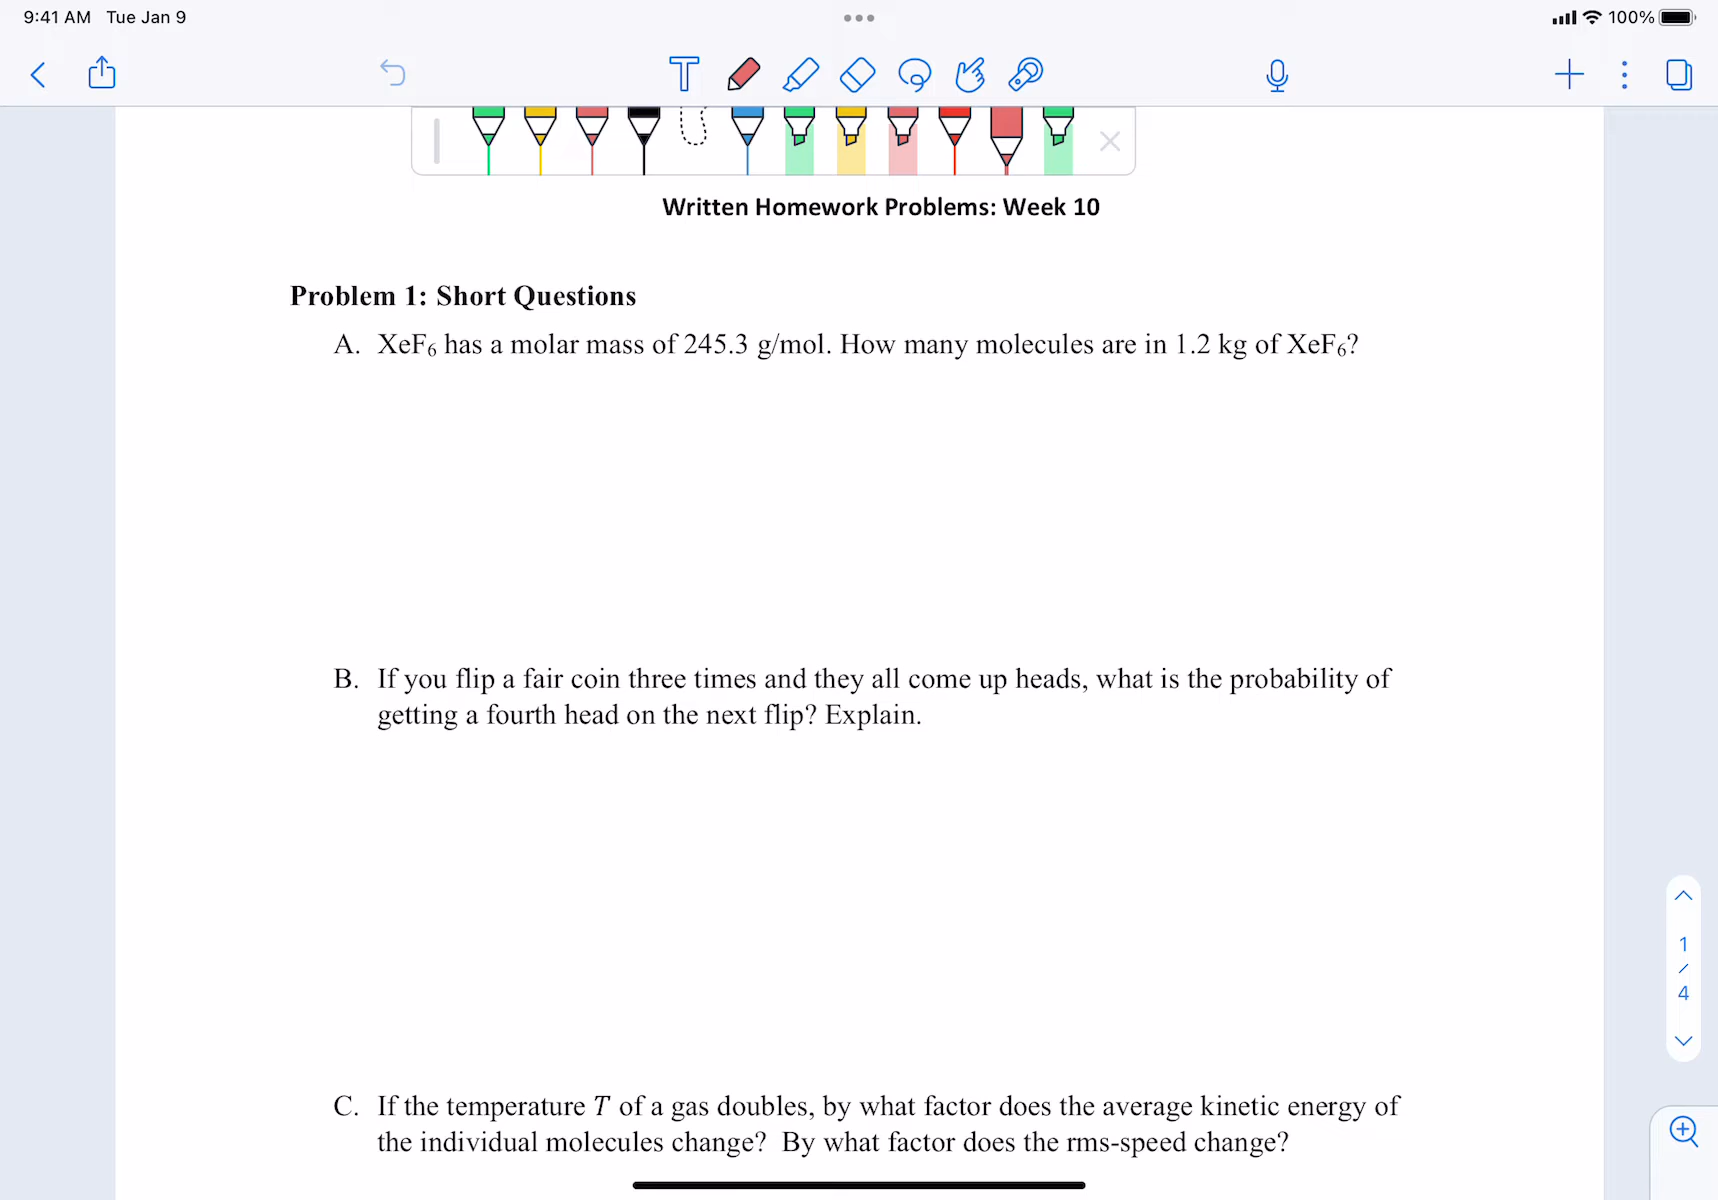 9:41 AM Tue Jan 9
100%
Written Homework Problems: Week 10
Problem 1: Short Questions
A. XeF₆ has a molar mass of 245.3 g/mol. How many molecules are in 1.2 kg of XeF₆?
B. If you flip a fair coin three times and they all come up heads, what is the probability of
getting a fourth head on the next flip? Explain.
1
/
4
C. If the temperature T of a gas doubles, by what factor does the average kinetic energy of
the individual molecules change? By what factor does the rms-speed change?